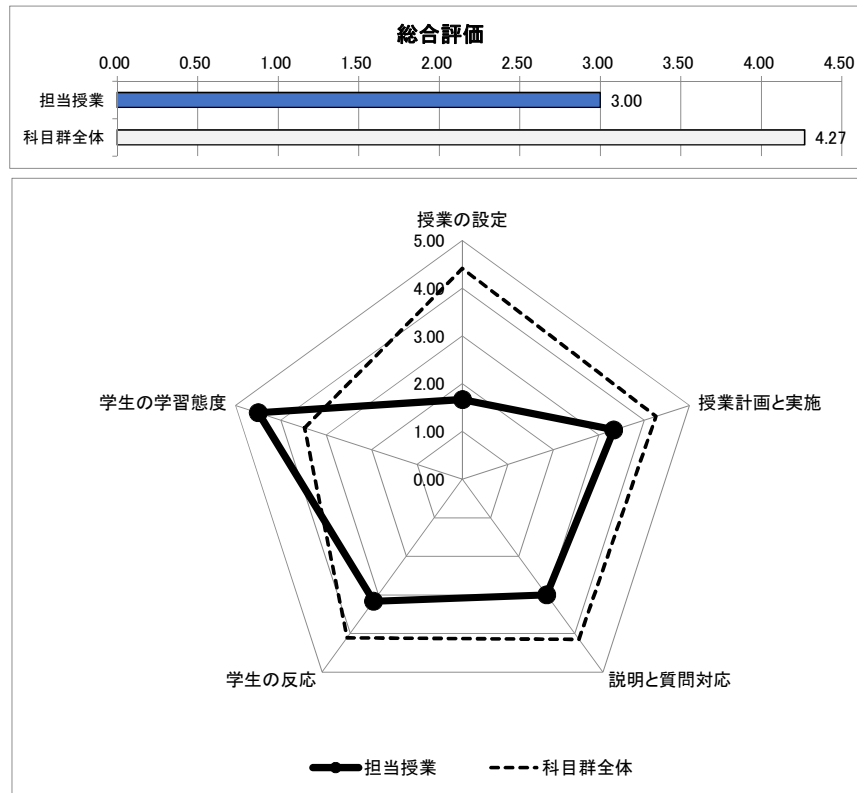 総合評価
0.00 0.50 1.00 1.50 2.00 2.50 3.00 3.50 4.00 4.50
担当授業 3.00
科目群全体 4.27
授業の設定
5.00
4.00
3.00
2.00
1.00
0.00
学生の学習態度
授業計画と実施
学生の反応
説明と質問対応
担当授業 科目群全体